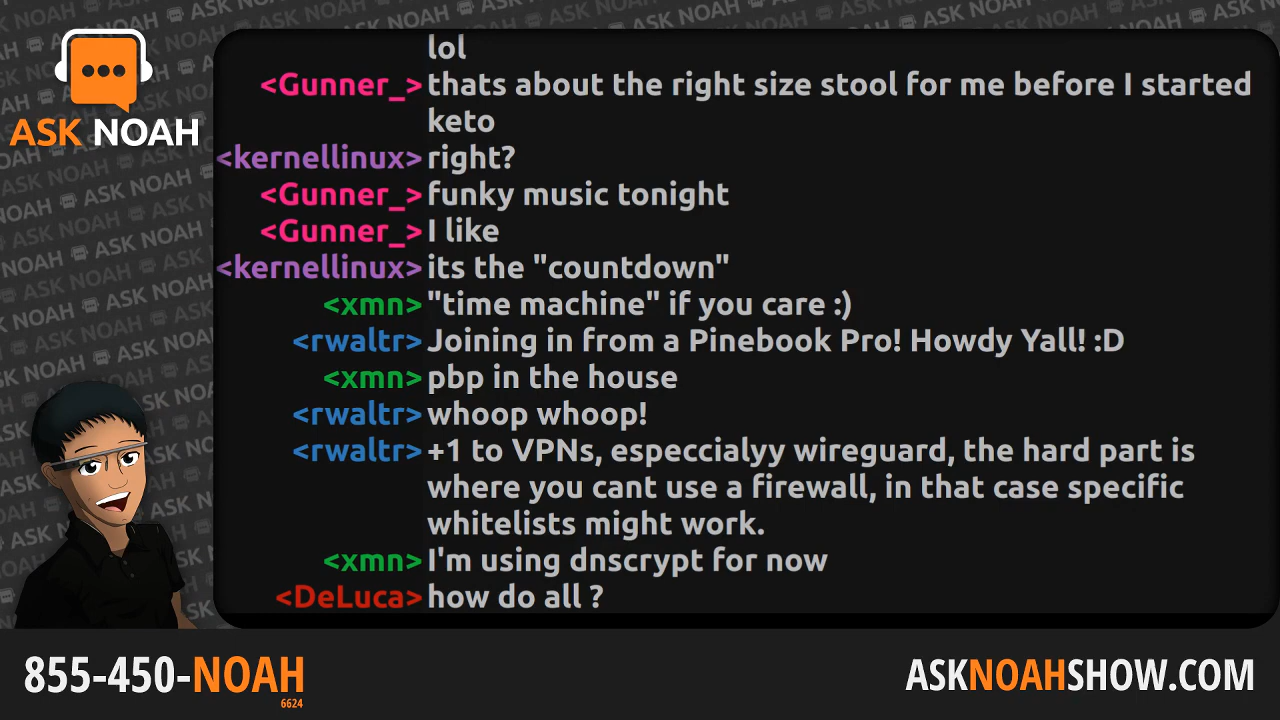 ASK NOAH
lol
<Gunner_> thats about the right size stool for me before I started
keto
<kernellinux> right?
<Gunner_> funky music tonight
<Gunner_> I like
<kernellinux> its the "countdown"
<xmn> "time machine" if you care :)
<rwaltr> Joining in from a Pinebook Pro! Howdy Yall! :D
<xmn> pbp in the house
<rwaltr> whoop whoop!
<rwaltr> +1 to VPNs, especcialyy wireguard, the hard part is
where you cant use a firewall, in that case specific
whitelists might work.
<xmn> I'm using dnscrypt for now
<DeLuca> how do all ?
855-450-NOAH
6624
ASKNOAHSHOW.COM